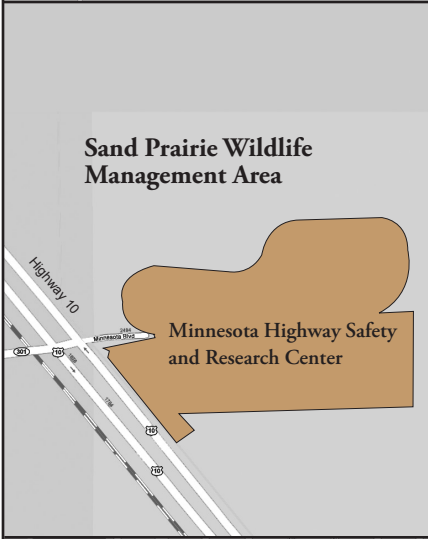 Sand Prairie Wildlife
Management Area
Highway 10
2494
Minnesota Blvd
Minnesota Highway Safety
and Research Center
301
10
10
10